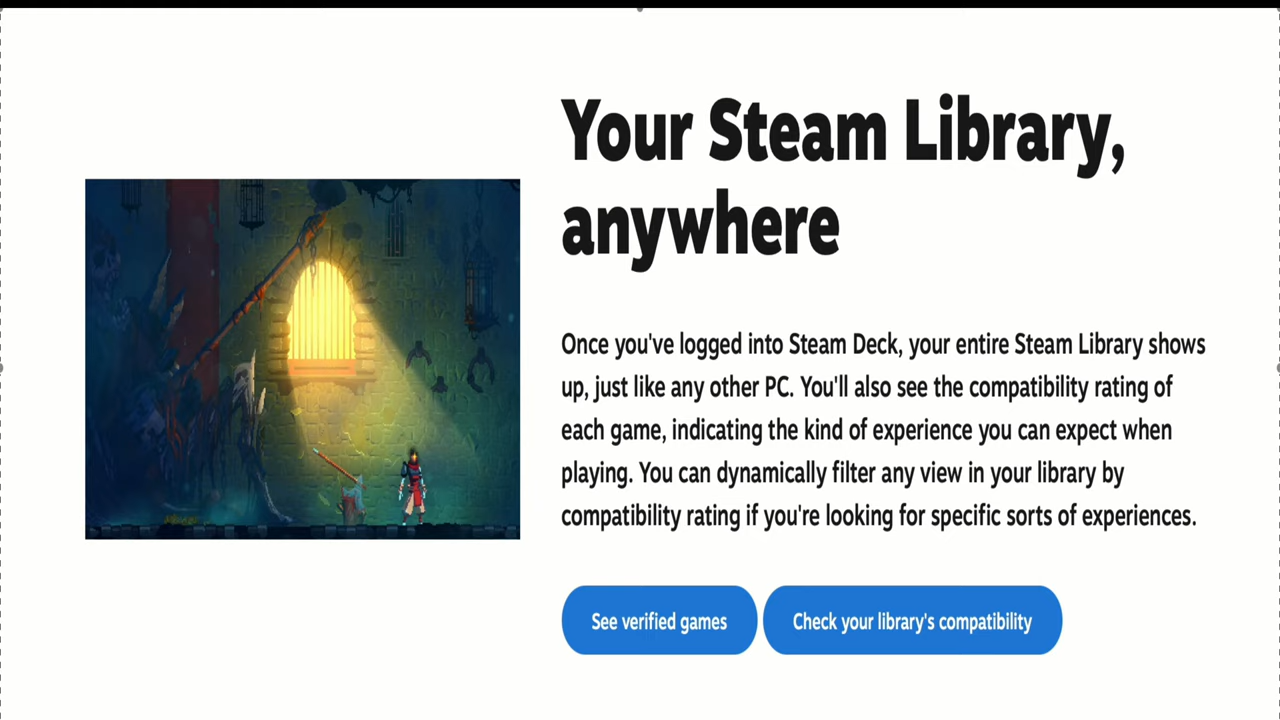 Your Steam Library,
anywhere
Once you've logged into Steam Deck, your entire Steam Library shows
up, just like any other PC. You'll also see the compatibility rating of
each game, indicating the kind of experience you can expect when
playing. You can dynamically filter any view in your library by
compatibility rating if you're looking for specific sorts of experiences.
See verified games
Check your library's compatibility